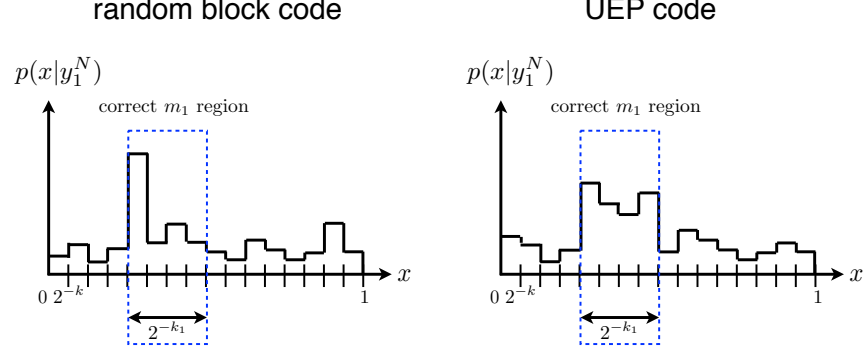 random block code
UEP code
$p(x|y_1^N)$
correct $m_1$ region
$x$
0 $2^{-k}$
1
$2^{-k_1}$
$p(x|y_1^N)$
correct $m_1$ region
$x$
0 $2^{-k}$
1
$2^{-k_1}$